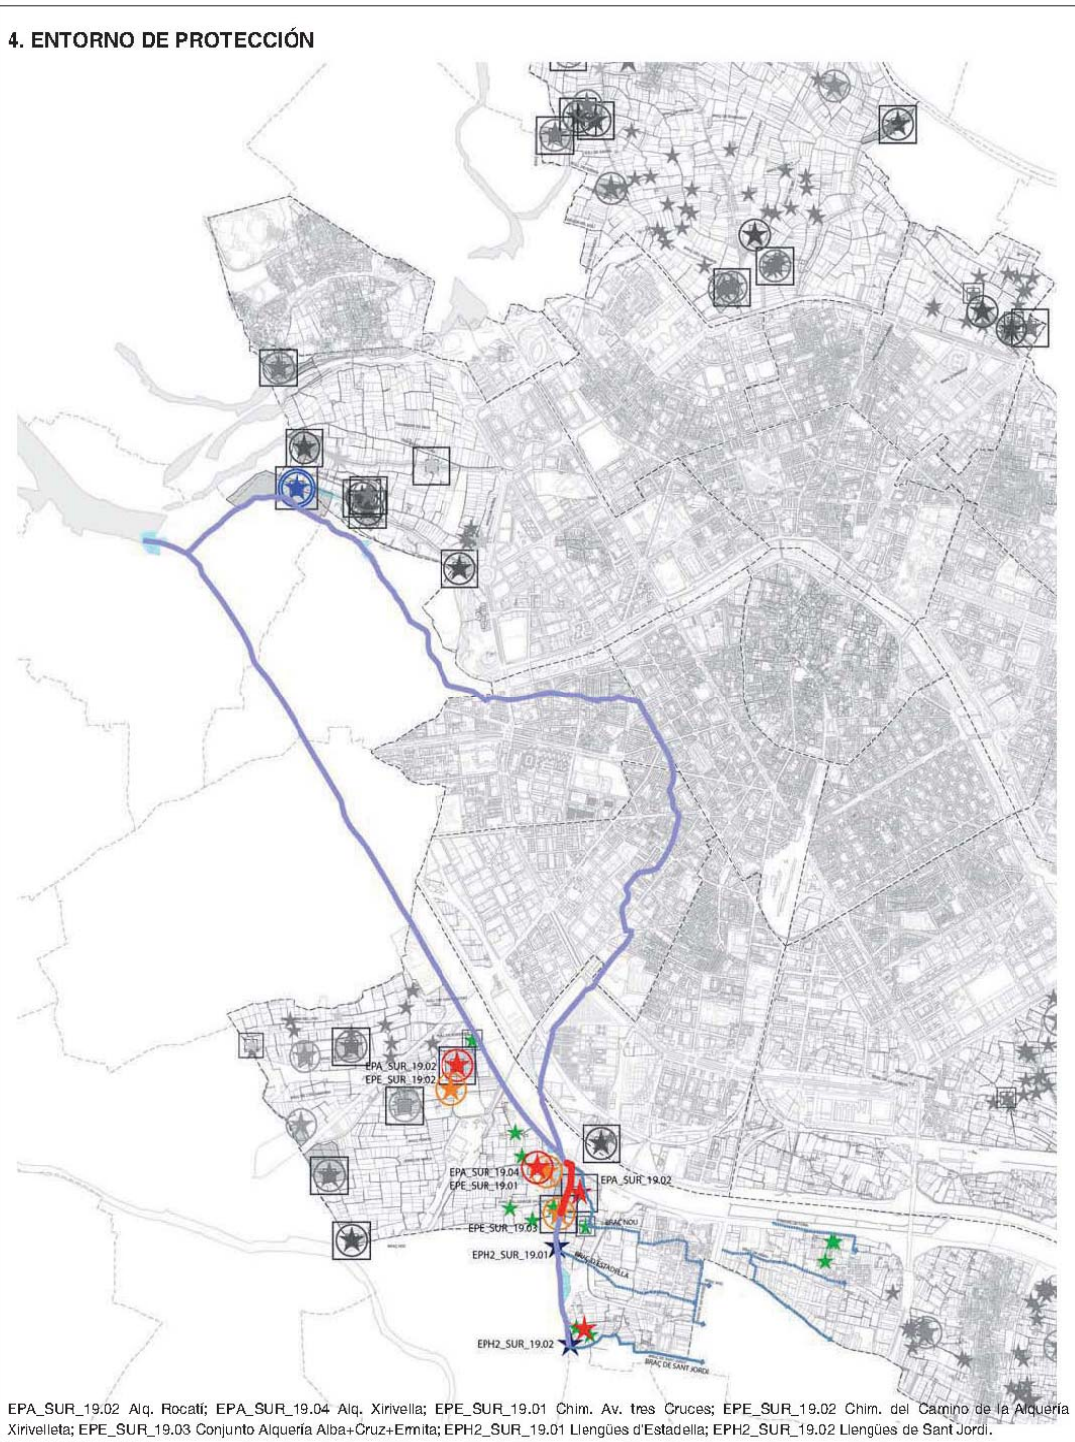 4. ENTORNO DE PROTECCIÓN
EPA_SUR_19.02
EPE_SUR_19.02
EPA_SUR_19.04
EPE_SUR_19.01
EPA_SUR_19.02
EPE_SUR_19.03
BRAÇ NOU
EPH2_SUR_19.01
BRAÇ D'ESTADELLA
EPH2_SUR_19.02
BRAÇ DE SANT JORDI
EPA_SUR_19.02 Alq. Rocatí; EPA_SUR_19.04 Alq. Xirivella; EPE_SUR_19.01 Chim. Av. tres Cruces; EPE_SUR_19.02 Chim. del Camino de la Alquería
Xirivelleta; EPE_SUR_19.03 Conjunto Alquería Alba+Cruz+Ermita; EPH2_SUR_19.01 Llengües d'Estadella; EPH2_SUR_19.02 Llengües de Sant Jordi.